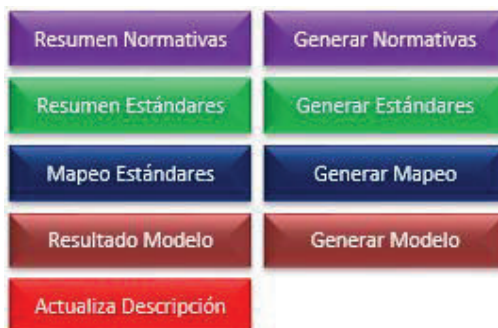 Resumen Normativas
Generar Normativas
Resumen Estándares
Generar Estándares
Mapeo Estándares
Generar Mapeo
Resultado Modelo
Generar Modelo
Actualiza Descripción